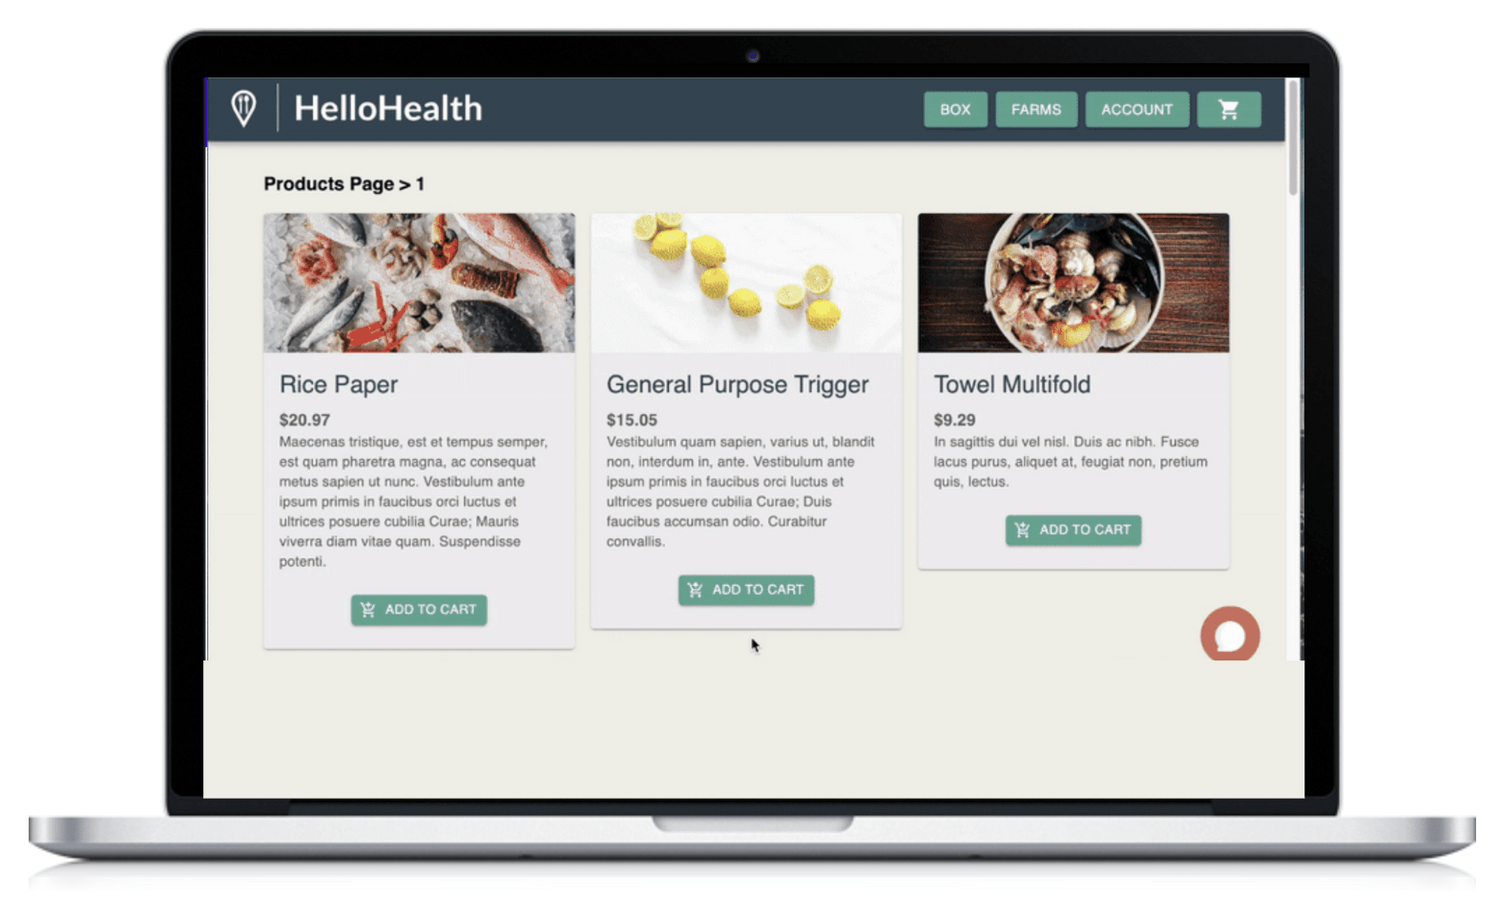 HelloHealth
BOX
FARMS
ACCOUNT
Products Page > 1
Rice Paper
$20.97
Maecenas tristique, est et tempus semper,
est quam pharetra magna, ac consequat
metus sapien ut nunc. Vestibulum ante
ipsum primis in faucibus orci luctus et
ultrices posuere cubilia Curae; Mauris
viverra diam vitae quam. Suspendisse
potenti.
ADD TO CART
General Purpose Trigger
$15.05
Vestibulum quam sapien, varius ut, blandit
non, interdum in, ante. Vestibulum ante
ipsum primis in faucibus orci luctus et
ultrices posuere cubilia Curae; Duis
faucibus accumsan odio. Curabitur
convallis.
ADD TO CART
Towel Multifold
$9.29
In sagittis dui vel nisl. Duis ac nibh. Fusce
lacus purus, aliquet at, feugiat non, pretium
quis, lectus.
ADD TO CART